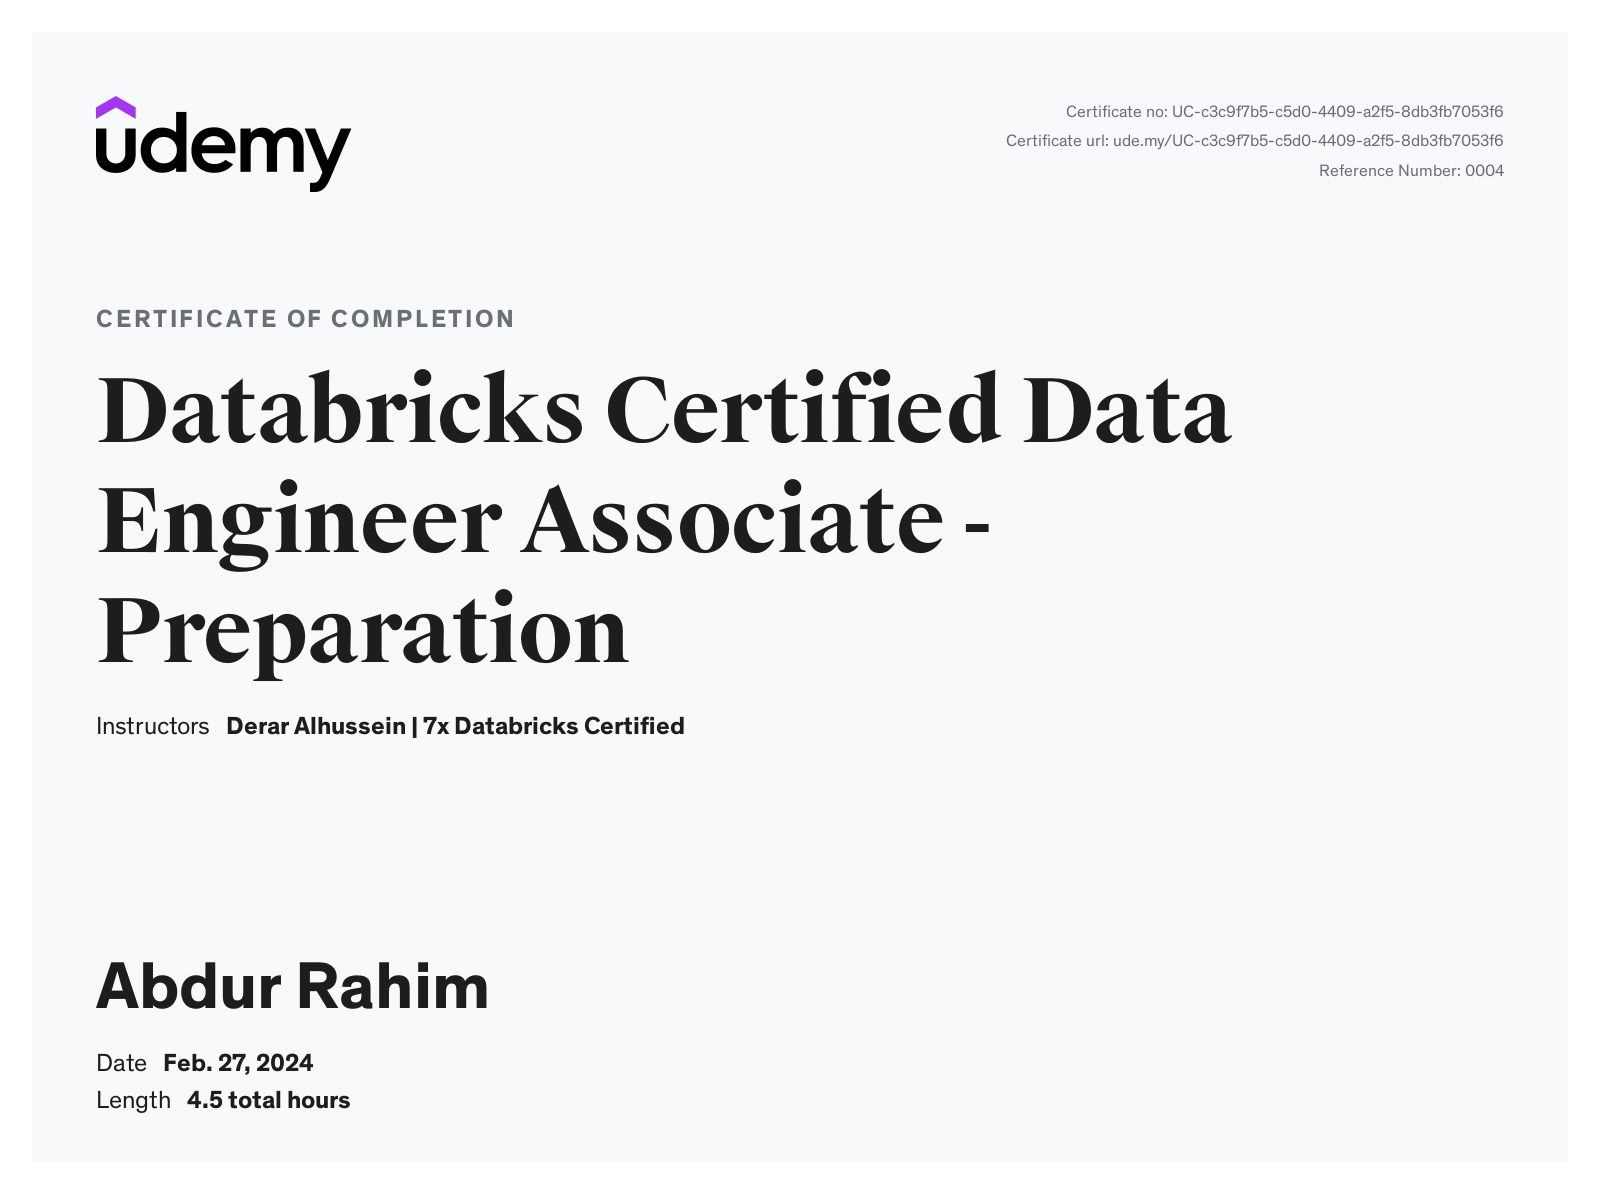 udemy
Certificate no: UC-c3c9f7b5-c5d0-4409-a2f5-8db3fb7053f6
Certificate url: ude.my/UC-c3c9f7b5-c5d0-4409-a2f5-8db3fb7053f6
Reference Number: 0004
CERTIFICATE OF COMPLETION
Databricks Certified Data
Engineer Associate -
Preparation
Instructors Derar Alhussein | 7x Databricks Certified
Abdur Rahim
Date Feb. 27, 2024
Length 4.5 total hours